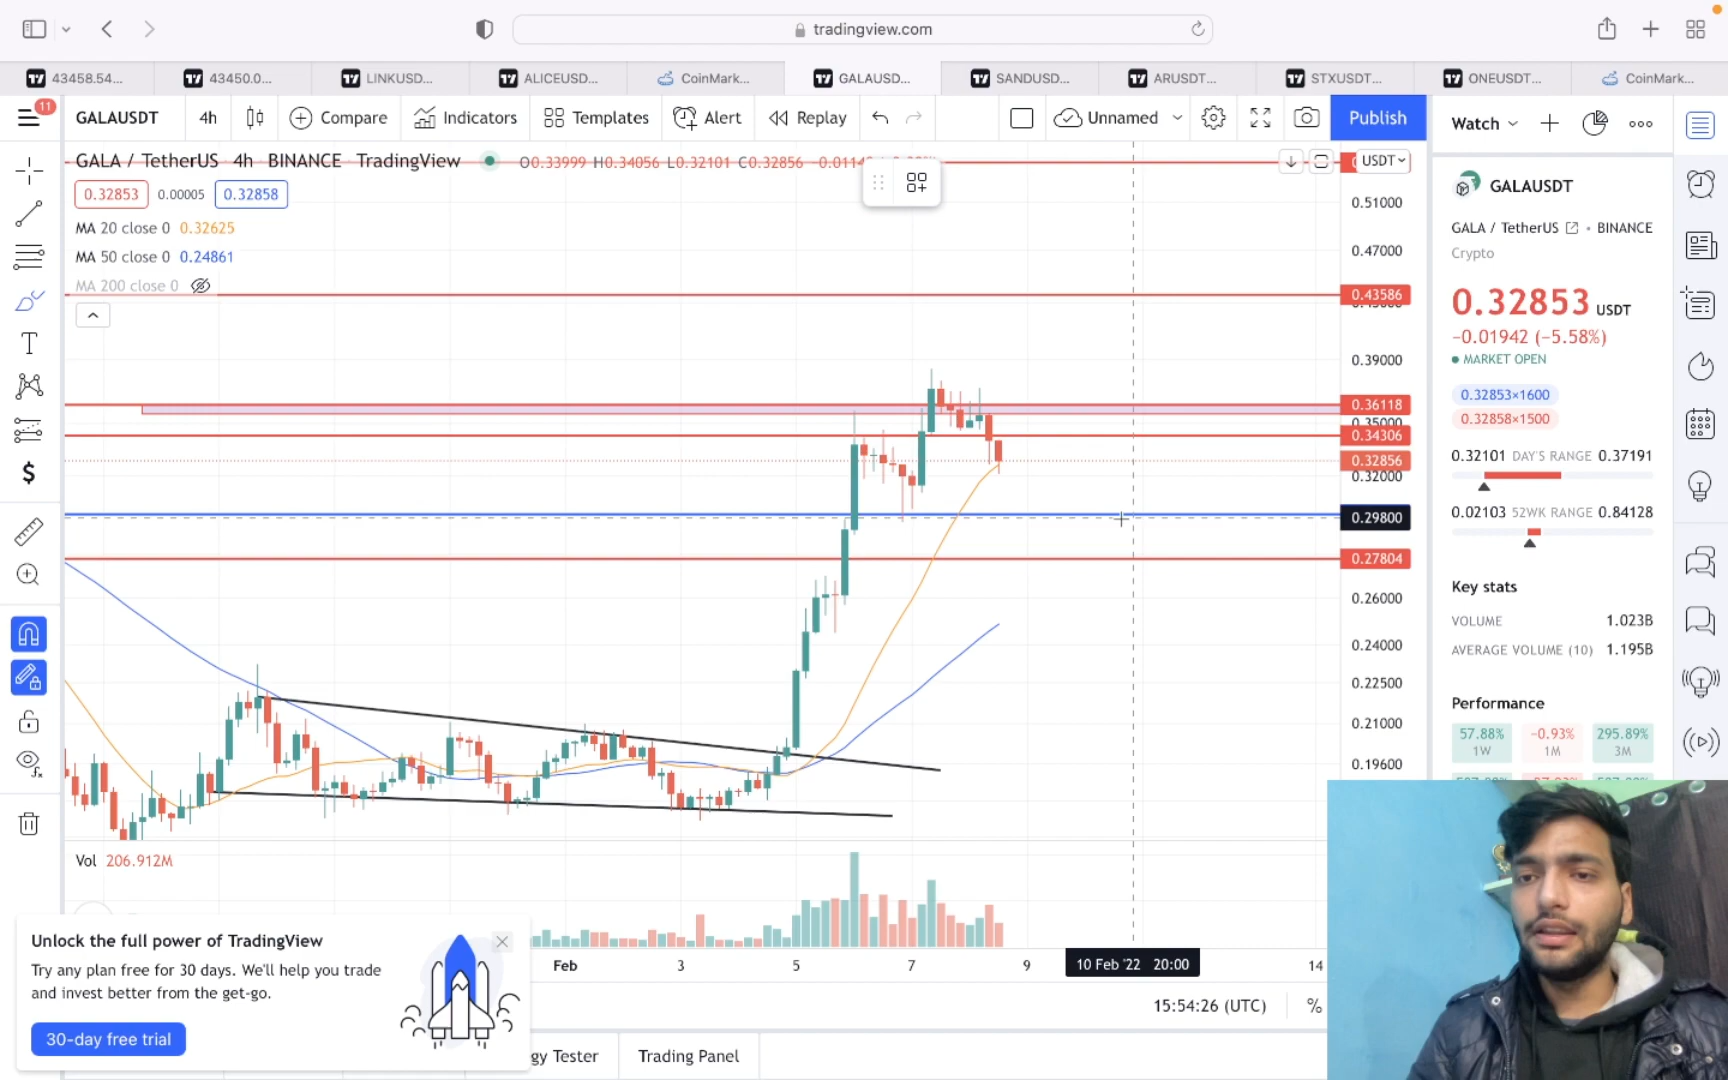 tradingview.com
43458.54...
43450.0...
LINKUSD...
ALICEUSD...
CoinMark...
GALAUSD...
SANDUSD...
ARUSDT...
STXUSDT...
ONEUSDT...
CoinMark...
11
GALAUSDT
4h
Compare
Indicators
Templates
Alert
Replay
Unnamed
Publish
Watch
GALA / TetherUS 4h BINANCE TradingView
O0.33999 H0.34056 L0.32101 C0.32856
USDT
0.32853
0.00005
0.32858
MA 20 close 0 0.32625
MA 50 close 0 0.24861
MA 200 close 0
0.51000
0.47000
0.43586
0.39000
0.36118
0.34306
0.32856
0.32000
0.29800
0.27804
0.26000
0.24000
0.22500
0.21000
0.19600
GALAUSDT
GALA / TetherUS • BINANCE
Crypto
0.32853 USDT
−0.01942 (−5.58%)
MARKET OPEN
0.32853×1600
0.32858×1500
0.32101 DAY'S RANGE 0.37191
0.02103 52WK RANGE 0.84128
Key stats
VOLUME 1.023B
AVERAGE VOLUME (10) 1.195B
Performance
57.88%
1W
−0.93%
1M
295.89%
3M
Vol 206.912M
Feb
3
5
7
9
10 Feb '22 20:00
14
Unlock the full power of TradingView
Try any plan free for 30 days. We'll help you trade
and invest better from the get-go.
30-day free trial
15:54:26 (UTC)
%
gy Tester
Trading Panel